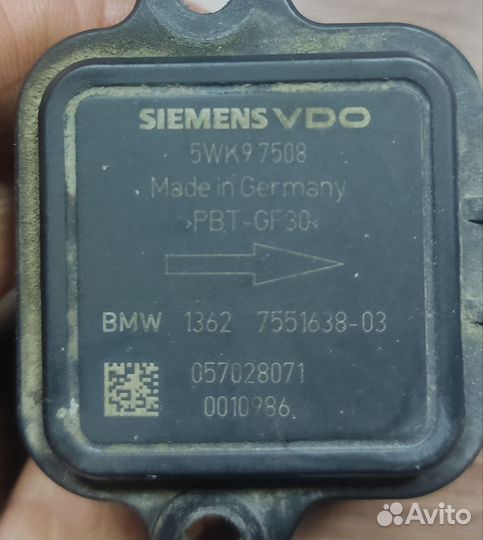 SIEMENS VDO
5WK9 7508
Made in Germany
>PBT-GF30<
BMW 1362 7551638-03
057028071
0010986
Avito